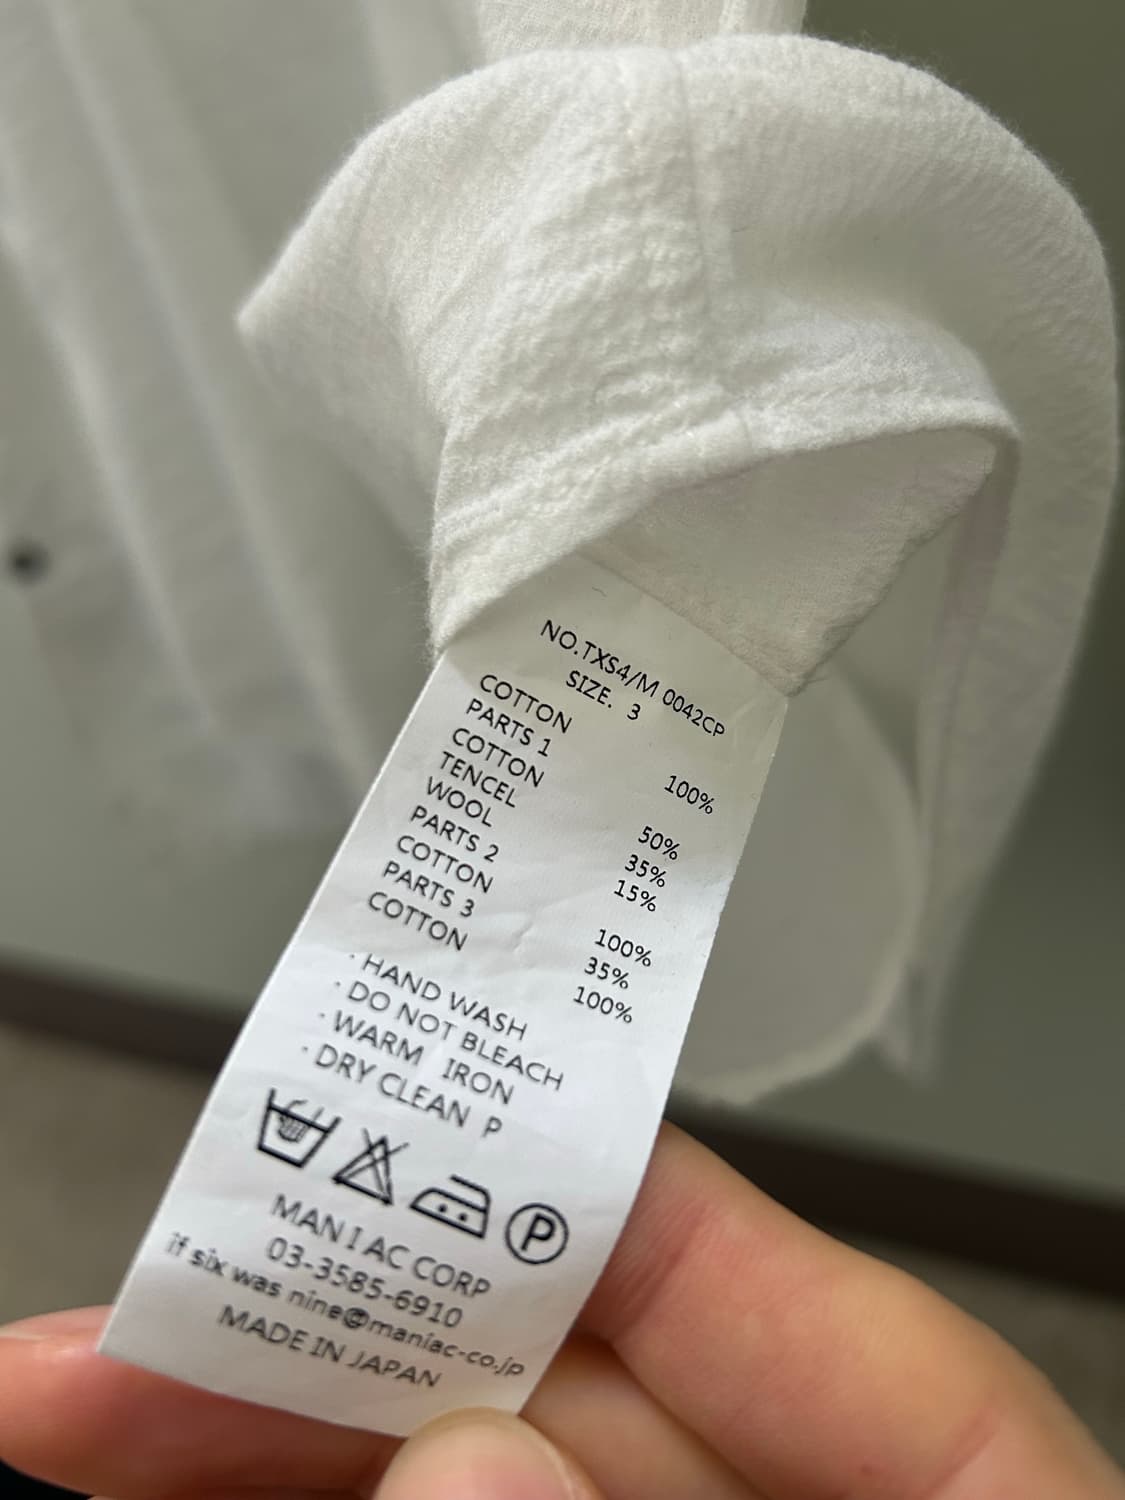 NO.TXS4/M 0042CP
SIZE. 3
COTTON 100%
PARTS 1
COTTON 50%
TENCEL 35%
WOOL 15%
PARTS 2
COTTON 100%
PARTS 3 35%
COTTON 100%
· HAND WASH
· DO NOT BLEACH
· WARM IRON
· DRY CLEAN P
P
MAN I AC CORP
03-3585-6910
if six was nine@maniac-co.jp
MADE IN JAPAN